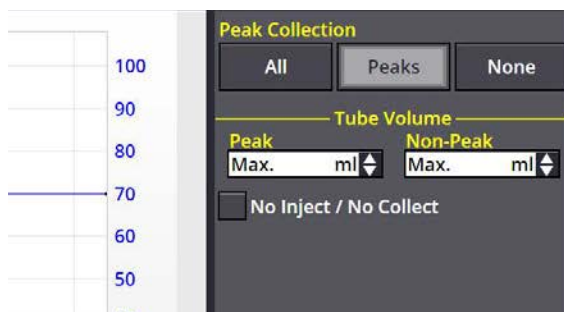 100
90
80
70
60
50
Peak Collection
All Peaks None
Tube Volume
Peak Non-Peak
Max. ml Max. ml
No Inject / No Collect